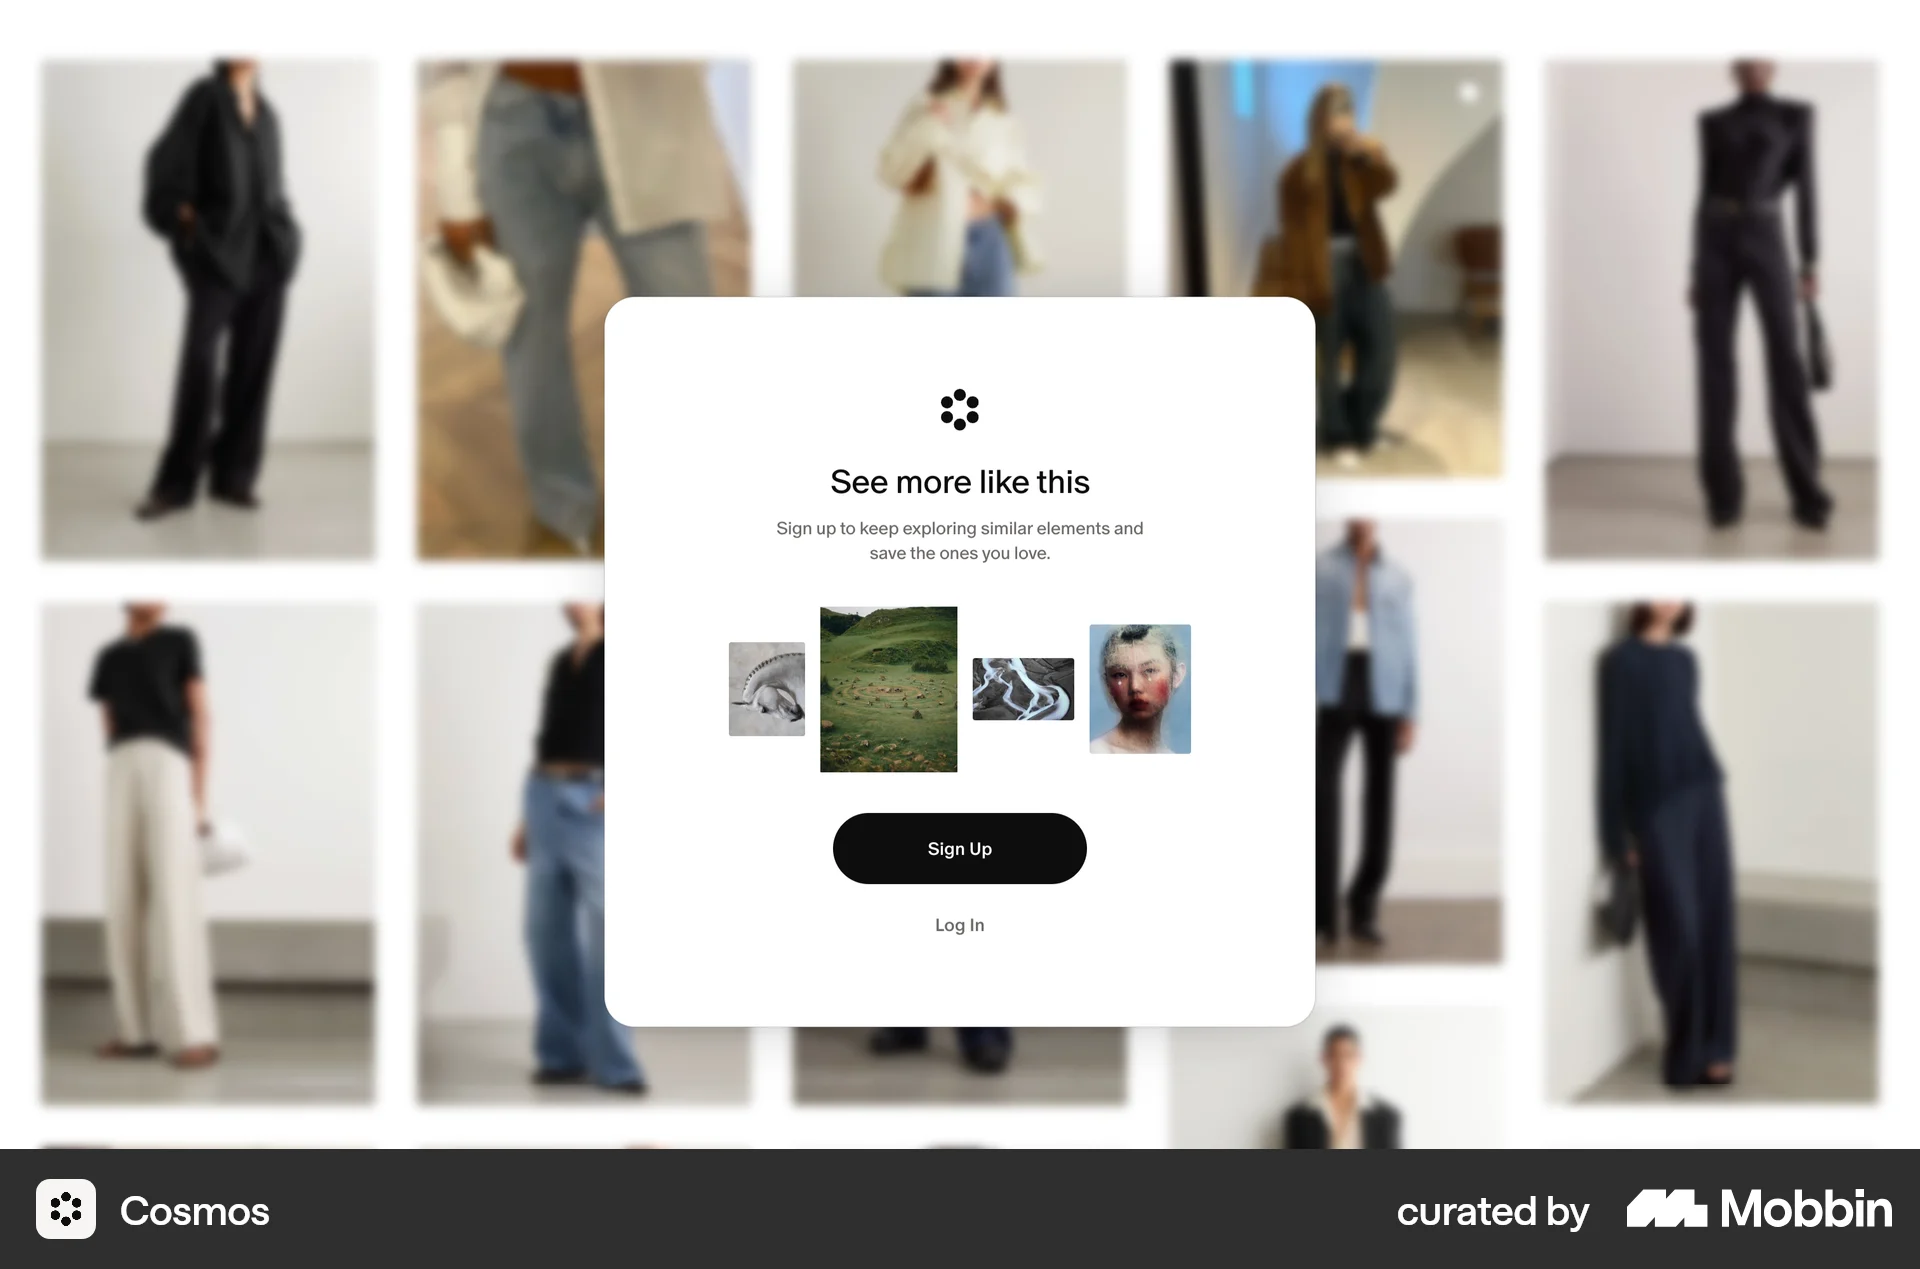 See more like this
Sign up to keep exploring similar elements and
save the ones you love.
Sign Up
Log In
Cosmos
curated by Mobbin